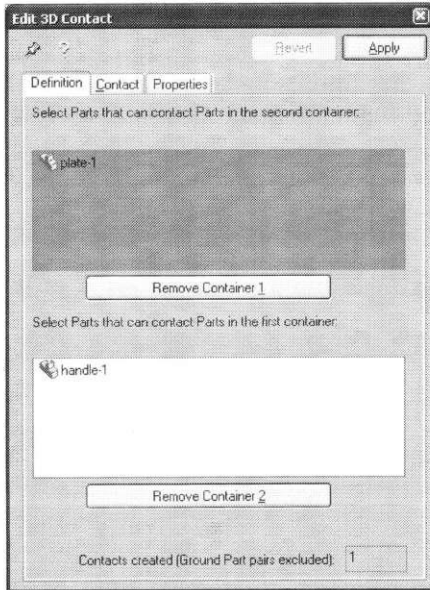 Edit 3D Contact
Revert Apply
Definition Contact Properties
Select Parts that can contact Parts in the second container:
plate-1
Remove Container 1
Select Parts that can contact Parts in the first container:
handle-1
Remove Container 2
Contacts created (Ground Part pairs excluded): 1